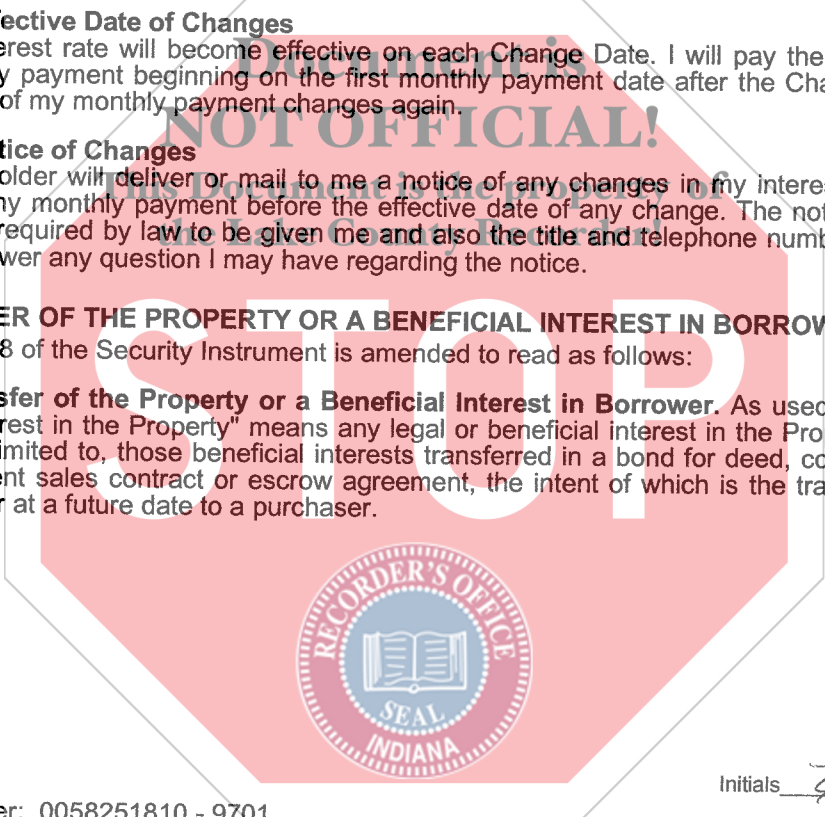 ective Date of Changes
erest rate will become effective on each Change Date. I will pay the
y payment beginning on the first monthly payment date after the Cha
of my monthly payment changes again.
tice of Changes
older will deliver or mail to me a notice of any changes in my interes
ny monthly payment before the effective date of any change. The not
required by law to be given me and also the title and telephone numb
wer any question I may have regarding the notice.
ER OF THE PROPERTY OR A BENEFICIAL INTEREST IN BORROW
8 of the Security Instrument is amended to read as follows:
sfer of the Property or a Beneficial Interest in Borrower. As used
rest in the Property" means any legal or beneficial interest in the Pro
imited to, those beneficial interests transferred in a bond for deed, co
ent sales contract or escrow agreement, the intent of which is the tra
r at a future date to a purchaser.
Document is
NOT OFFICIAL!
This Document is the property of
the Lake County Recorder!
STOP
RECORDER'S OFFICE
SEAL
INDIANA
Initials
er: 0058251810 - 9701